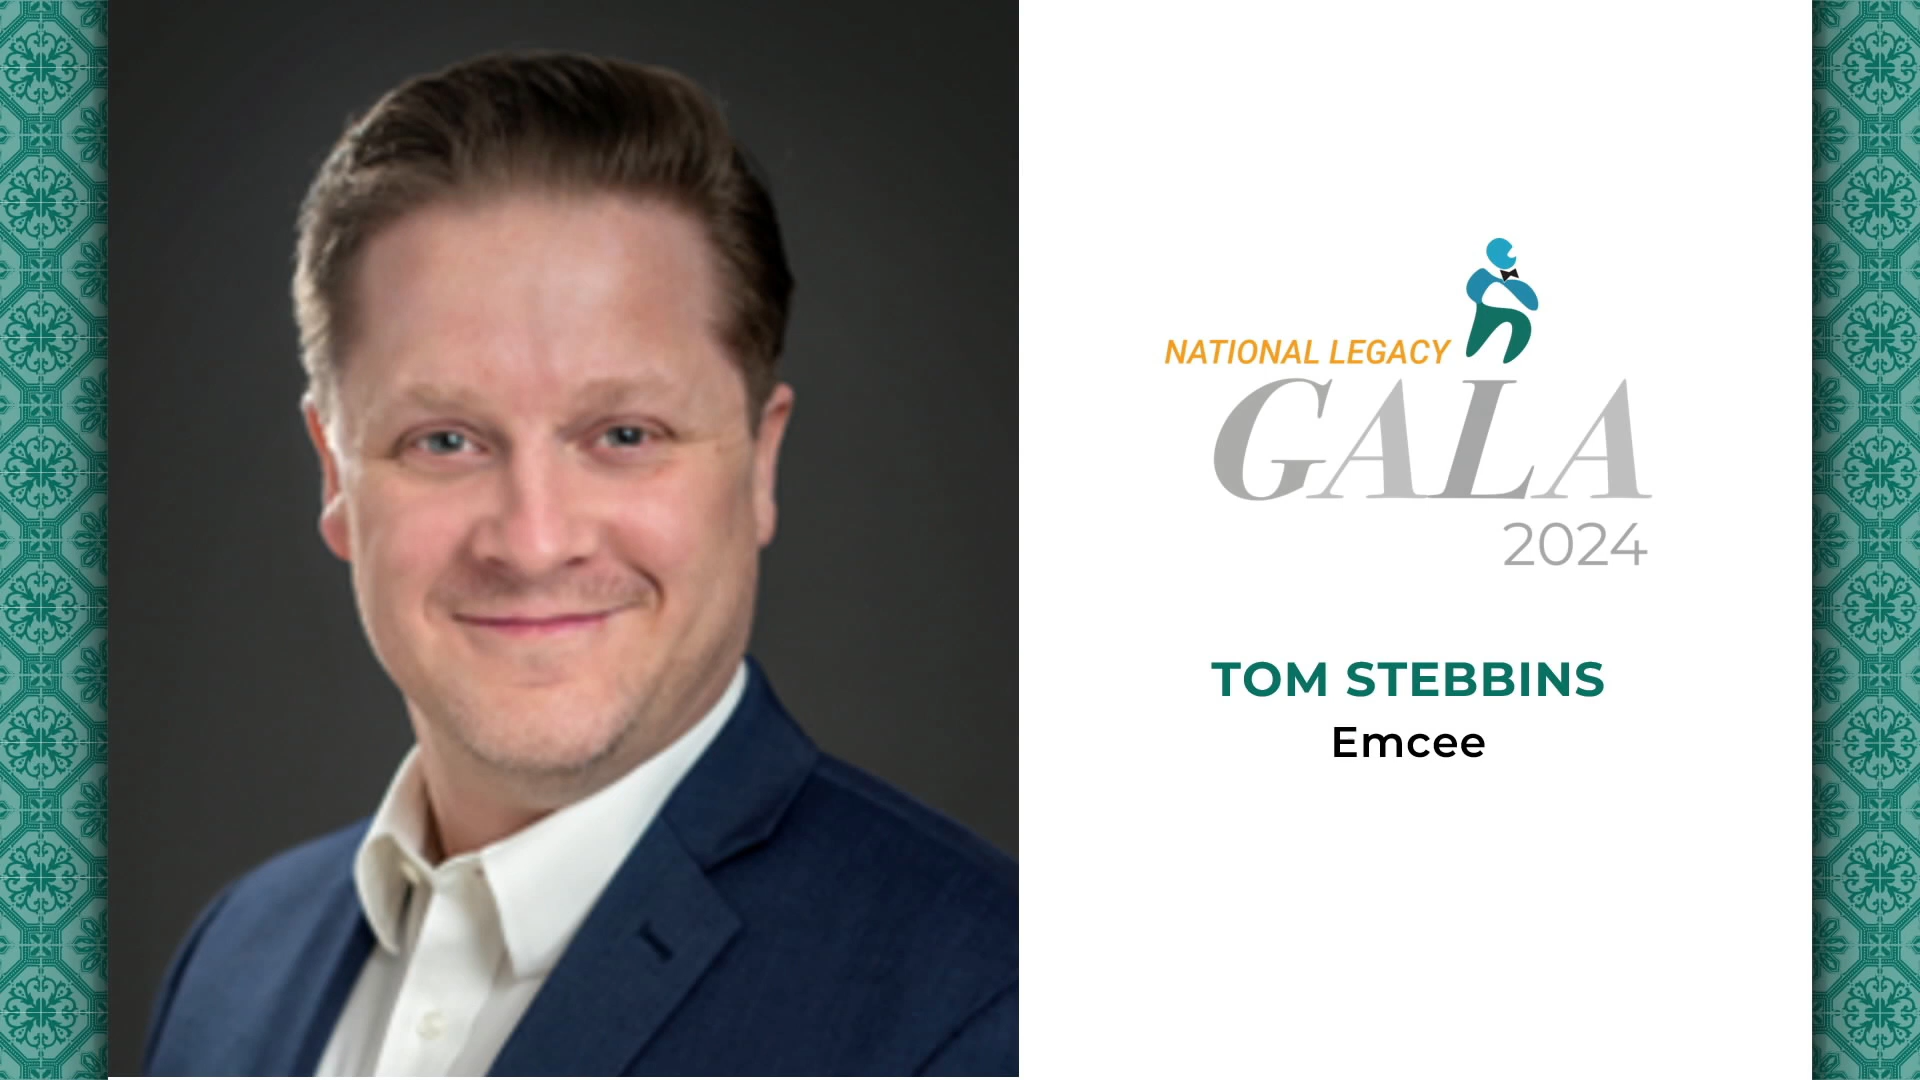 NATIONAL LEGACY
GALA
2024
TOM STEBBINS
Emcee